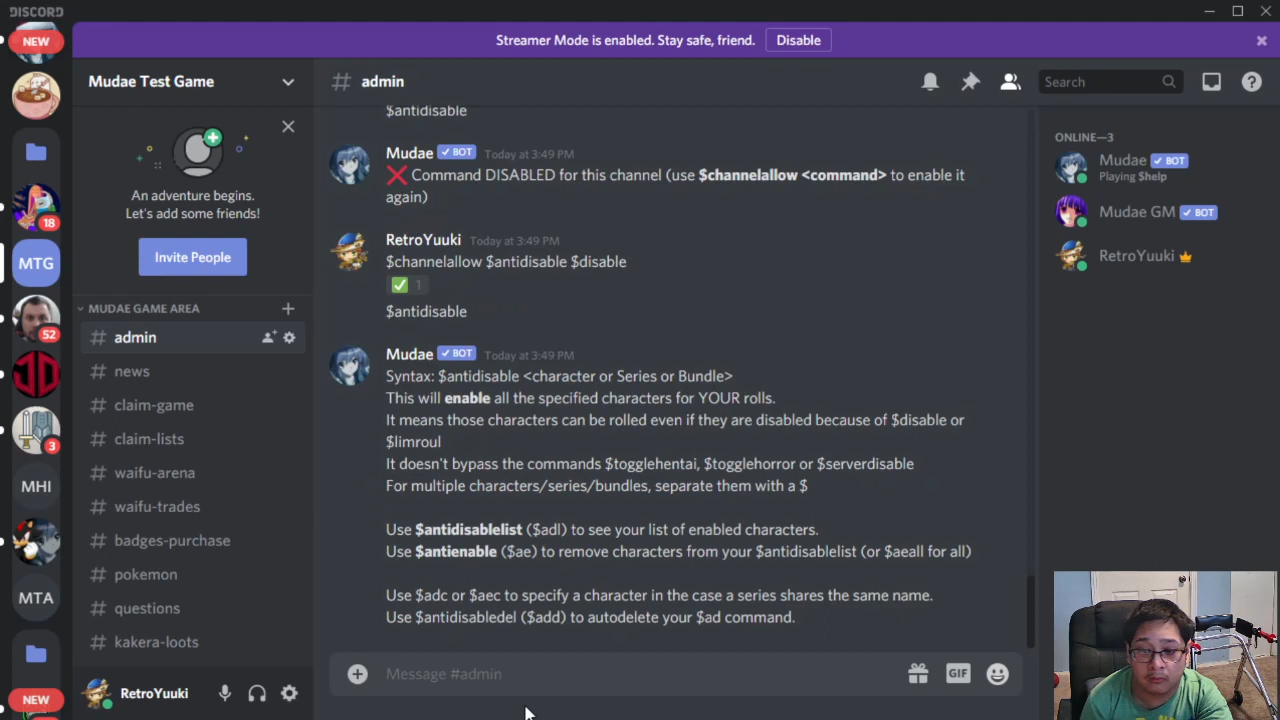 DISCORD
Streamer Mode is enabled. Stay safe, friend.
Disable
NEW
18
MTG
52
3
MHI
MTA
NEW
Mudae Test Game
An adventure begins.
Let's add some friends!
Invite People
MUDAE GAME AREA
# admin
# news
# claim-game
# claim-lists
# waifu-arena
# waifu-trades
# badges-purchase
# pokemon
# questions
# kakera-loots
RetroYuuki
# admin
Search
$antidisable
Mudae ✓ BOT Today at 3:49 PM
❌ Command DISABLED for this channel (use $channelallow <command> to enable it
again)
RetroYuuki Today at 3:49 PM
$channelallow $antidisable $disable
✅ 1
$antidisable
Mudae ✓ BOT Today at 3:49 PM
Syntax: $antidisable <character or Series or Bundle>
This will enable all the specified characters for YOUR rolls.
It means those characters can be rolled even if they are disabled because of $disable or
$limroul
It doesn't bypass the commands $togglehentai, $togglehorror or $serverdisable
For multiple characters/series/bundles, separate them with a $
Use $antidisablelist ($adl) to see your list of enabled characters.
Use $antienable ($ae) to remove characters from your $antidisablelist (or $aeall for all)
Use $adc or $aec to specify a character in the case a series shares the same name.
Use $antidisabledel ($add) to autodelete your $ad command.
Message #admin
GIF
ONLINE—3
Mudae ✓ BOT
Playing $help
Mudae GM ✓ BOT
RetroYuuki